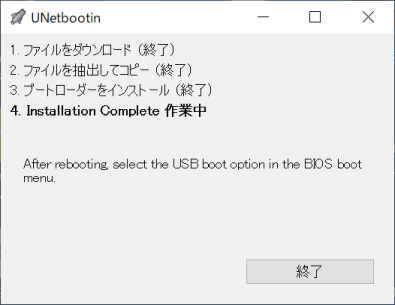 UNetbootin
1. ファイルをダウンロード (終了)
2. ファイルを抽出してコピー (終了)
3. ブートローダーをインストール (終了)
4. Installation Complete 作業中
After rebooting, select the USB boot option in the BIOS boot
menu.
終了